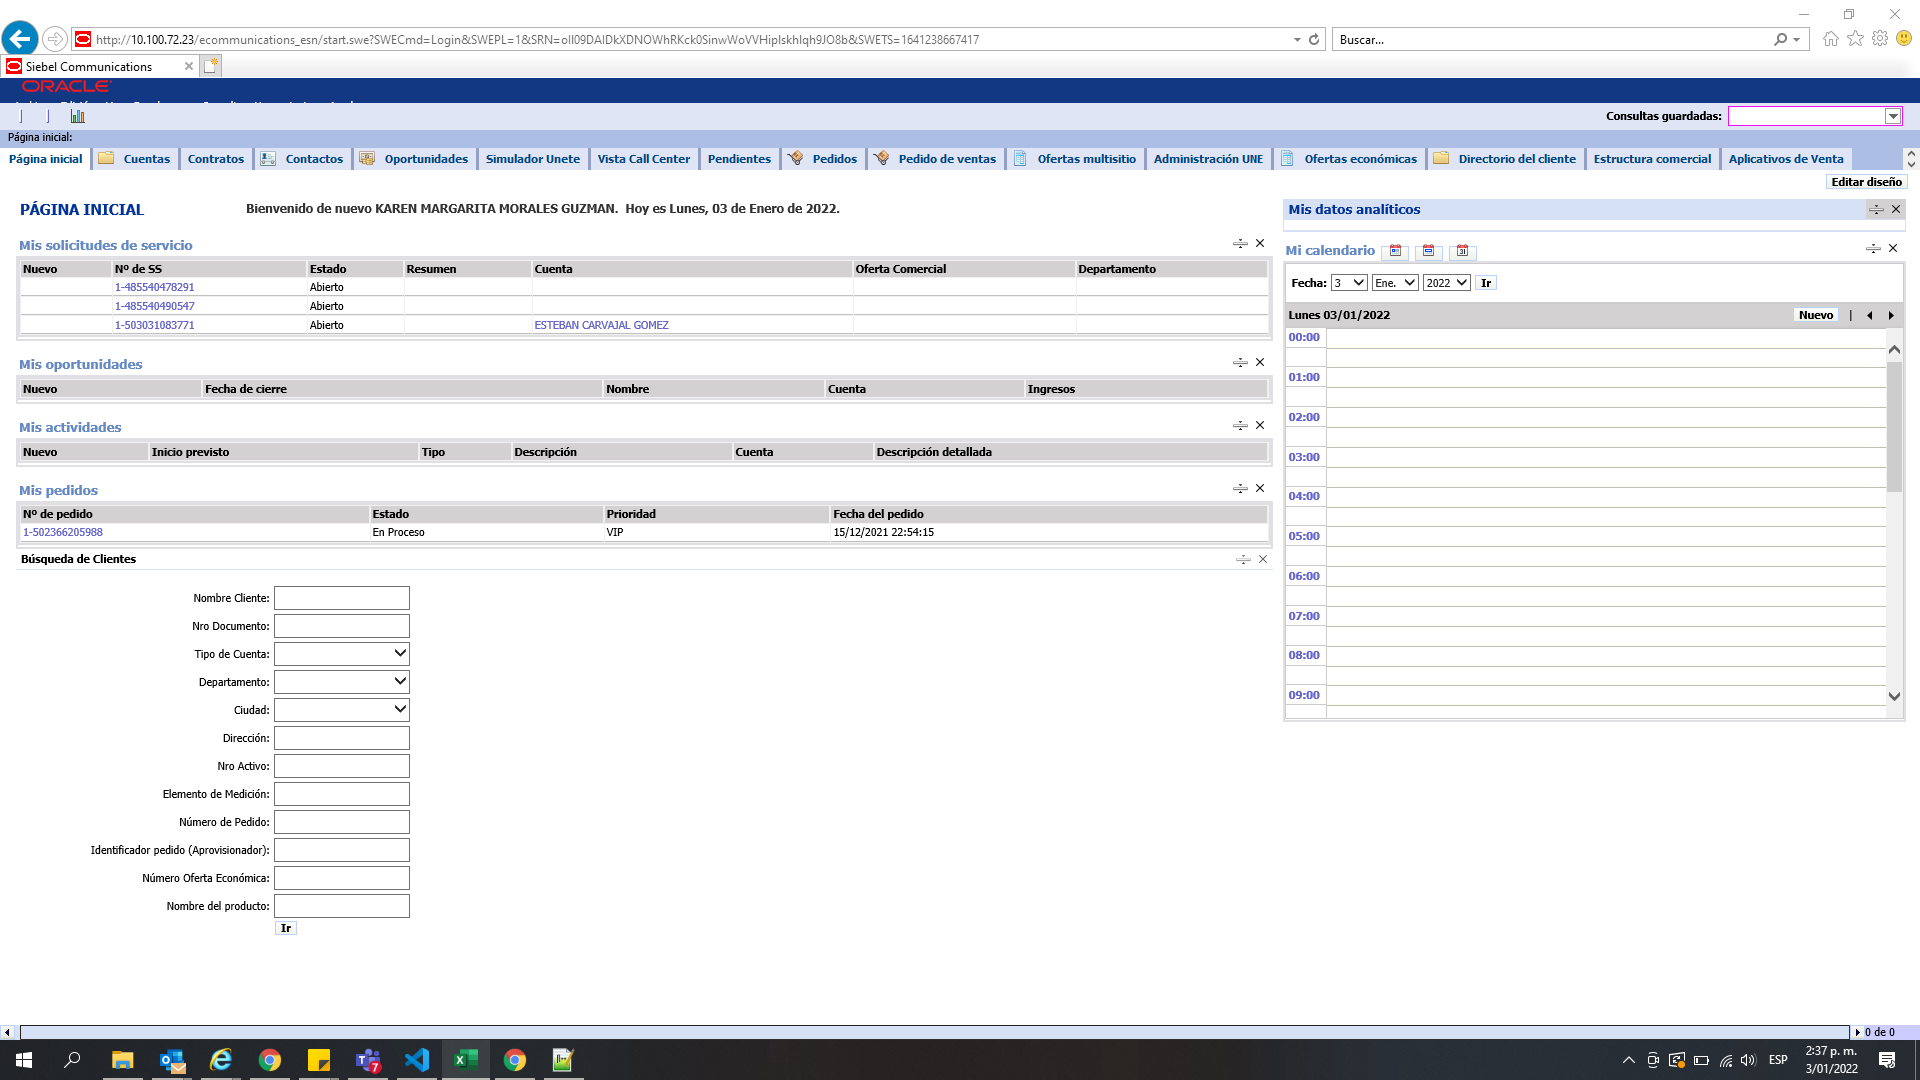 http://10.100.72.23/ecommunications_esn/start.swe?SWECmd=Login&SWEPL=1&SRN=olI09DAIDkXDNOWhRKck0SinwWoVVHipIskhIqh9JO8b&SWETS=1641238667417
Buscar...
Siebel Communications
ORACLE
Consultas guardadas:
Página inicial:
Página inicial Cuentas Contratos Contactos Oportunidades Simulador Unete Vista Call Center Pendientes Pedidos Pedido de ventas Ofertas multisitio Administración UNE Ofertas económicas Directorio del cliente Estructura comercial Aplicativos de Venta
Editar diseño
PÁGINA INICIAL
Bienvenido de nuevo KAREN MARGARITA MORALES GUZMAN. Hoy es Lunes, 03 de Enero de 2022.
Mis solicitudes de servicio
Nuevo Nº de SS Estado Resumen Cuenta Oferta Comercial Departamento
1-485540478291 Abierto
1-485540490547 Abierto
1-503031083771 Abierto ESTEBAN CARVAJAL GOMEZ
Mis oportunidades
Nuevo Fecha de cierre Nombre Cuenta Ingresos
Mis actividades
Nuevo Inicio previsto Tipo Descripción Cuenta Descripción detallada
Mis pedidos
Nº de pedido Estado Prioridad Fecha del pedido
1-502366205988 En Proceso VIP 15/12/2021 22:54:15
Búsqueda de Clientes
Nombre Cliente:
Nro Documento:
Tipo de Cuenta:
Departamento:
Ciudad:
Dirección:
Nro Activo:
Elemento de Medición:
Número de Pedido:
Identificador pedido (Aprovisionador):
Número Oferta Económica:
Nombre del producto:
Ir
Mis datos analíticos
Mi calendario
31
Fecha: 3 Ene. 2022 Ir
Lunes 03/01/2022 Nuevo |
00:00
01:00
02:00
03:00
04:00
05:00
06:00
07:00
08:00
09:00
0 de 0
7
ESP
2:37 p. m.
3/01/2022